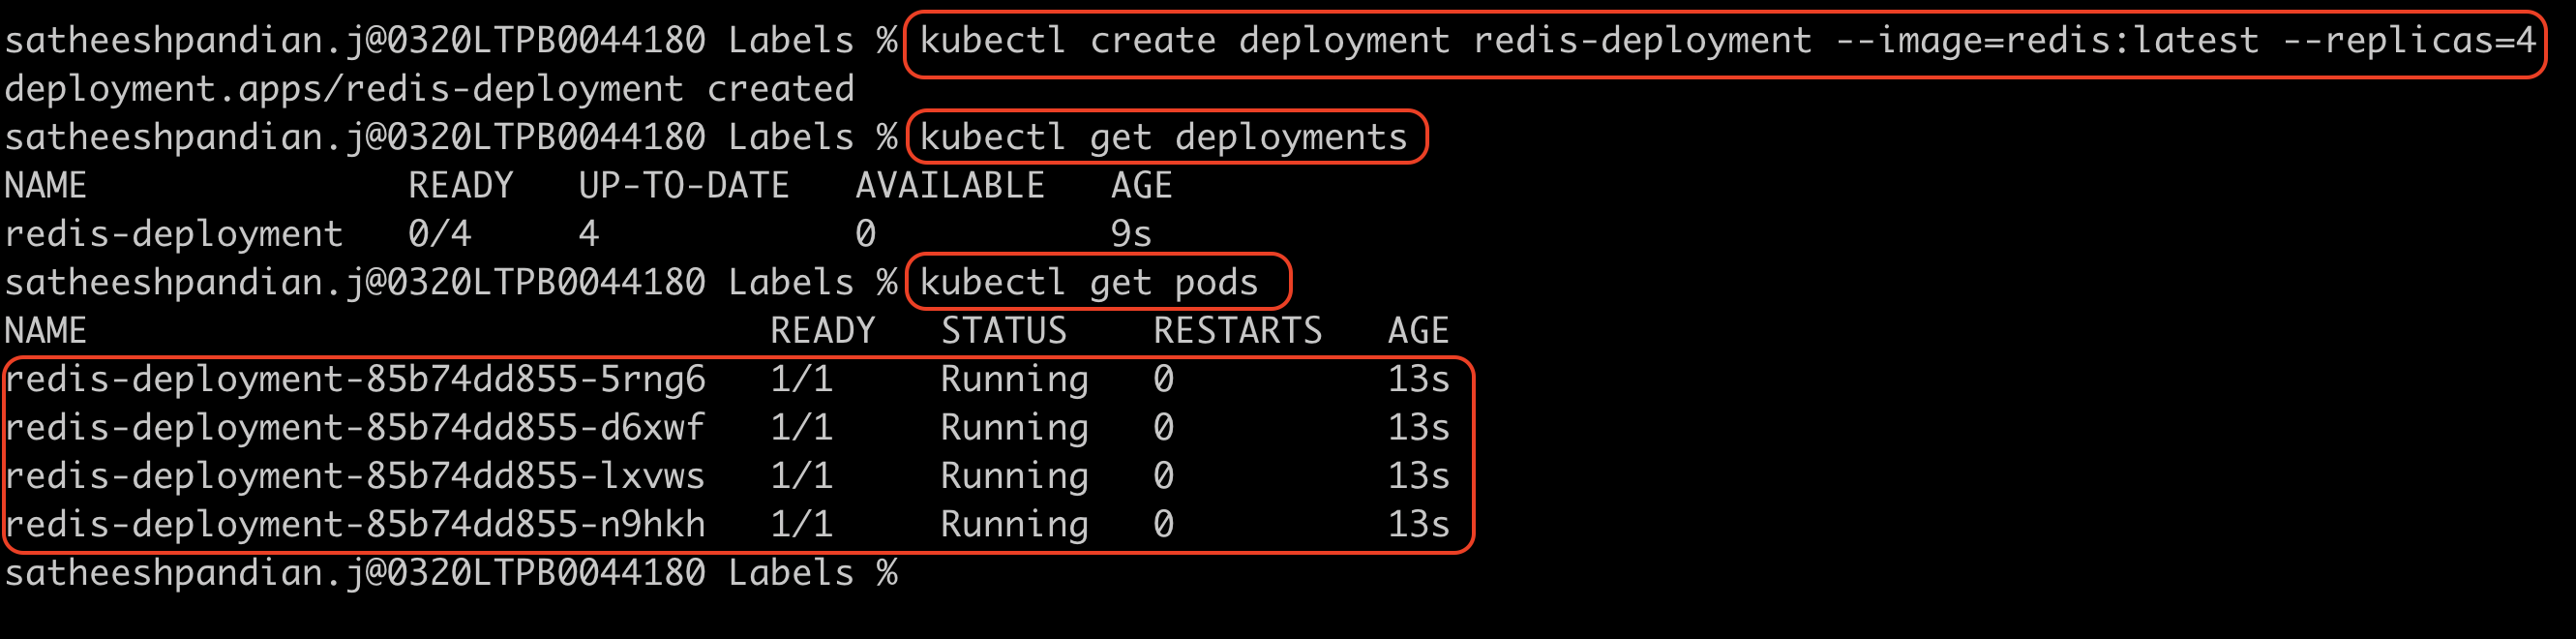 satheeshpandian.j@0320LTPB0044180 Labels % kubectl create deployment redis-deployment --image=redis:latest --replicas=4
deployment.apps/redis-deployment created
satheeshpandian.j@0320LTPB0044180 Labels % kubectl get deployments
NAME               READY   UP-TO-DATE   AVAILABLE   AGE
redis-deployment   0/4     4            0           9s
satheeshpandian.j@0320LTPB0044180 Labels % kubectl get pods
NAME                                READY   STATUS    RESTARTS   AGE
redis-deployment-85b74dd855-5rng6   1/1     Running   0          13s
redis-deployment-85b74dd855-d6xwf   1/1     Running   0          13s
redis-deployment-85b74dd855-lxvws   1/1     Running   0          13s
redis-deployment-85b74dd855-n9hkh   1/1     Running   0          13s
satheeshpandian.j@0320LTPB0044180 Labels %